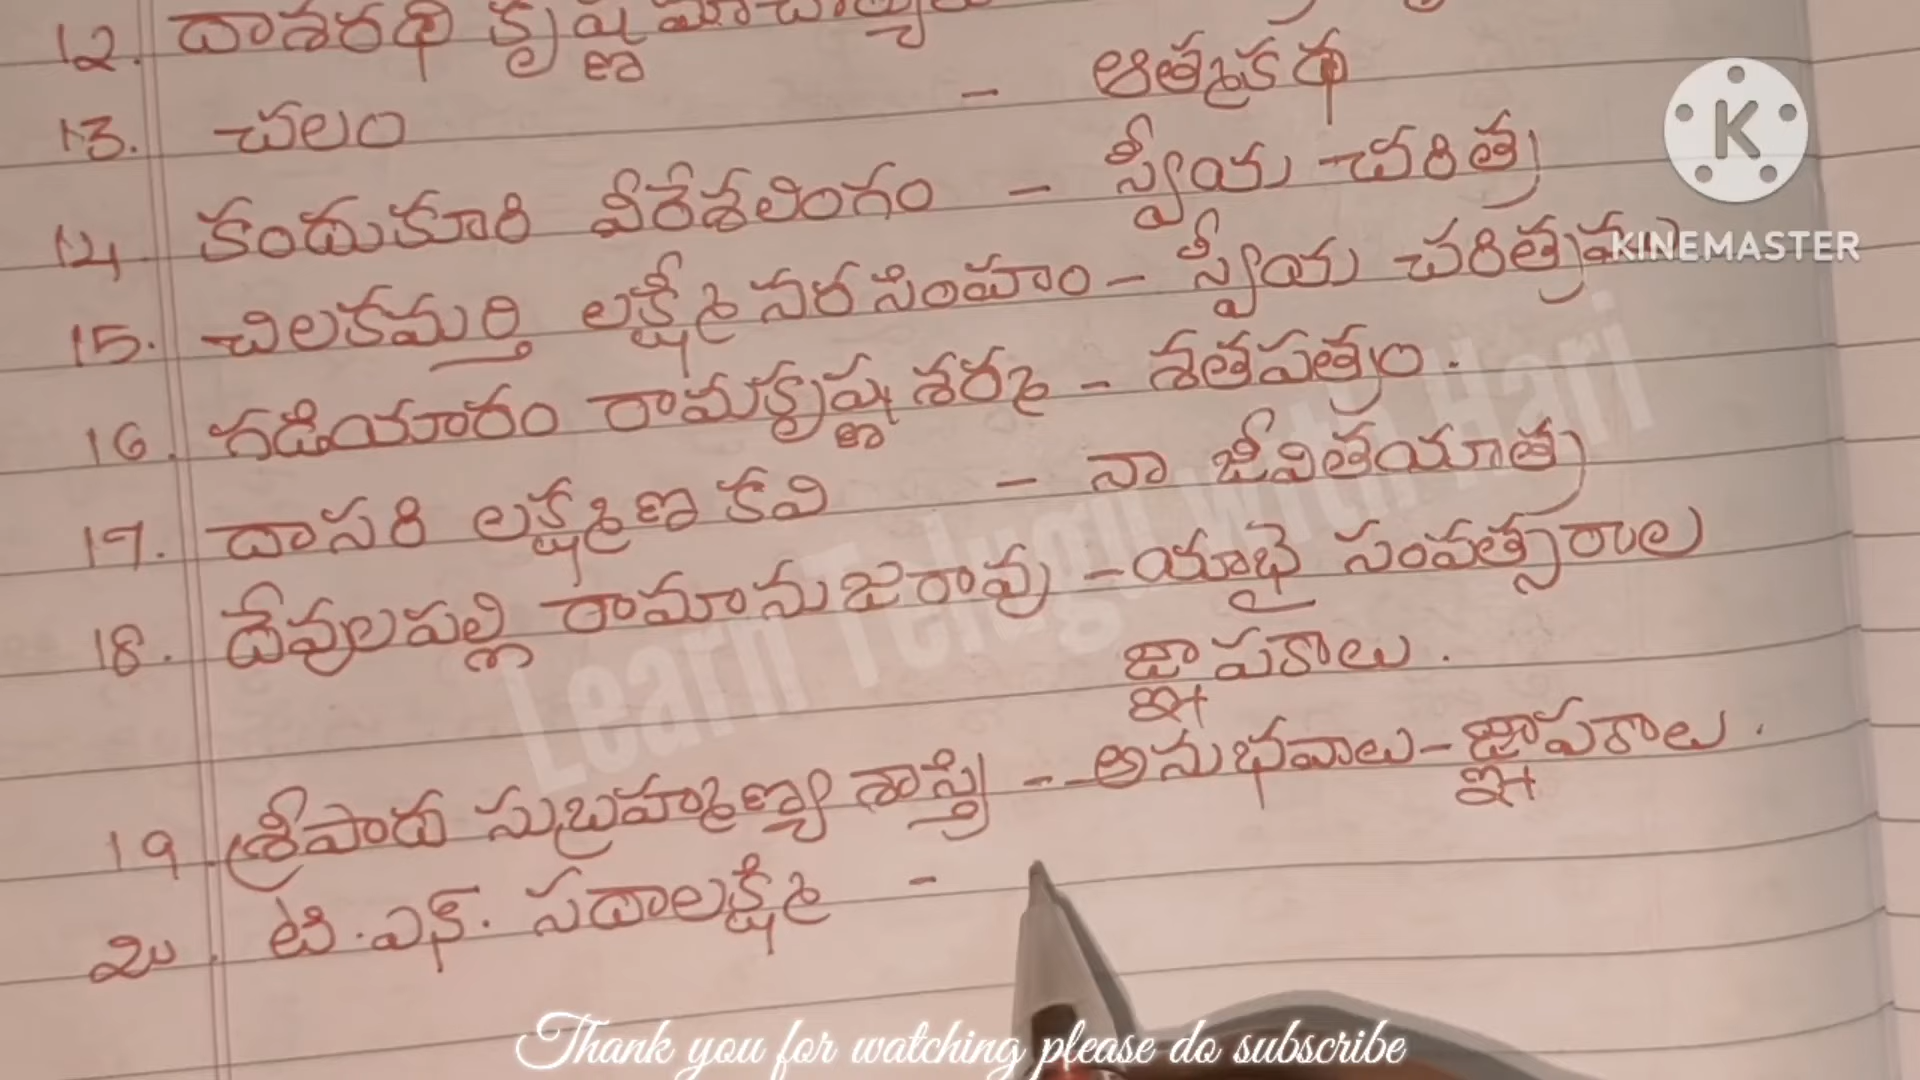 12. దాశరథి కృష్ణమాచార్య
13. చలం - ఆత్మకథ
14 కందుకూరి వీరేశలింగం - స్వీయ చరిత్ర
15. చిలకమర్తి లక్ష్మీనరసింహం - స్వీయ చరిత్రము
16. గడియారం రామకృష్ణ శర్మ - శతపత్రం.
17. దాసరి లక్ష్మణకవి - నా జీవితయాత్ర
18. దేవులపల్లి రామానుజరావు - యాభై సంవత్సరాల
జ్ఞాపకాలు.
19. శ్రీపాదు సుబ్రహ్మణ్య శాస్త్రి - అనుభవాలు - జ్ఞాపకాలు.
20. టి.ఎన్. సదాలక్ష్మి -
KINEMASTER
Learn Telugu with Hari
Thank you for watching please do subscribe